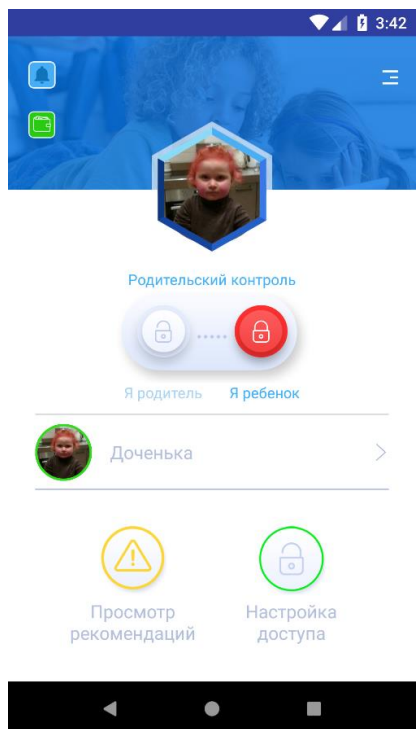 3:42
Родительский контроль
Я родитель Я ребенок
Доченька
Просмотр
рекомендаций
Настройка
доступа